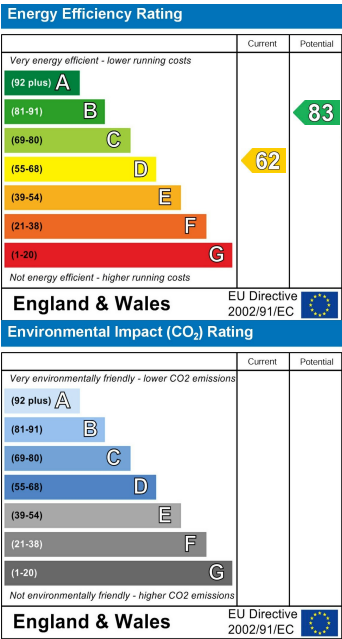 Energy Efficiency Rating
Current Potential
Very energy efficient - lower running costs
(92 plus) A
(81-91) B
83
(69-80) C
(55-68) D
62
(39-54) E
(21-38) F
(1-20) G
Not energy efficient - higher running costs
England & Wales
EU Directive
2002/91/EC
Environmental Impact (CO₂) Rating
Current Potential
Very environmentally friendly - lower CO2 emissions
(92 plus) A
(81-91) B
(69-80) C
(55-68) D
(39-54) E
(21-38) F
(1-20) G
Not environmentally friendly - higher CO2 emissions
England & Wales
EU Directive
2002/91/EC